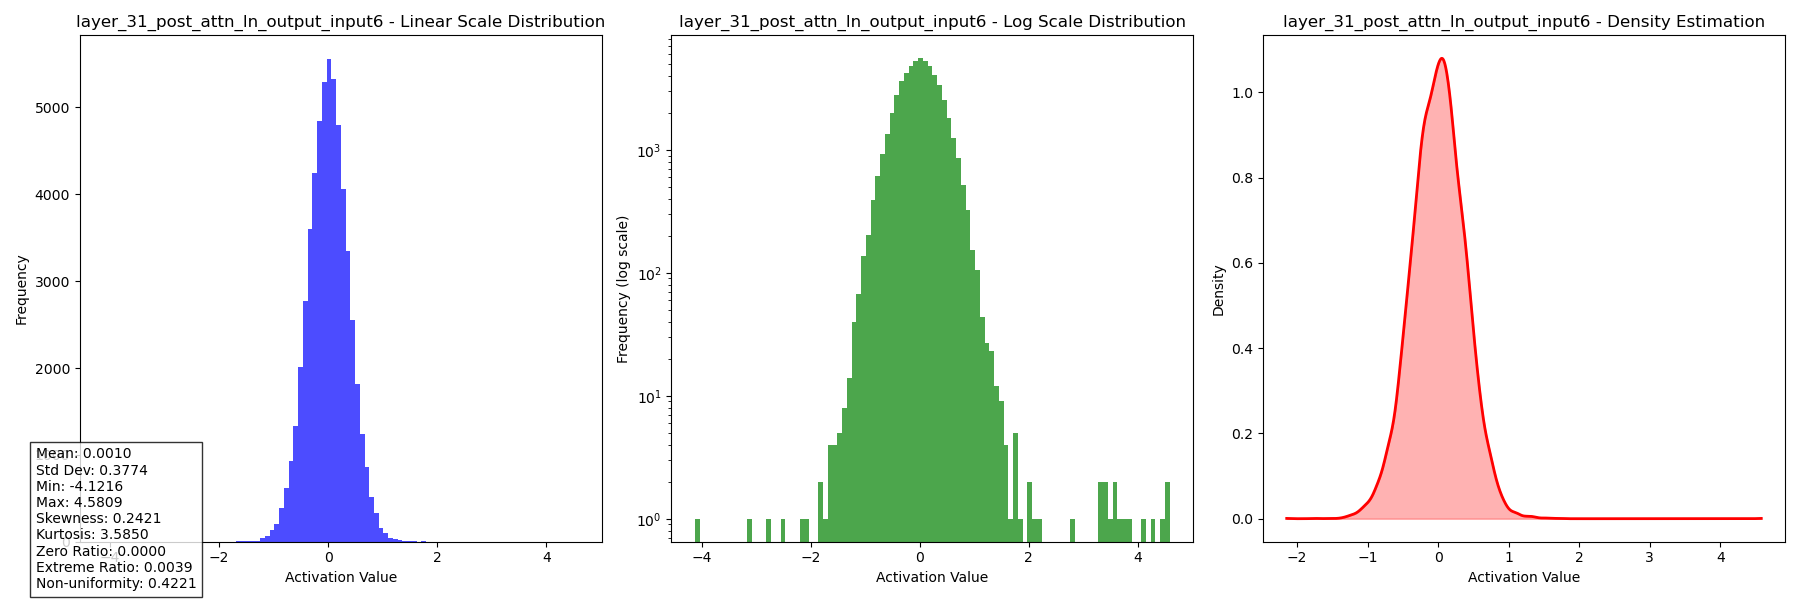 layer_31_post_attn_ln_output_input6 - Linear Scale Distribution
5000
4000
3000
2000
Frequency
−2
0
2
4
Activation Value
Mean: 0.0010
Std Dev: 0.3774
Min: -4.1216
Max: 4.5809
Skewness: 0.2421
Kurtosis: 3.5850
Zero Ratio: 0.0000
Extreme Ratio: 0.0039
Non-uniformity: 0.4221
layer_31_post_attn_ln_output_input6 - Log Scale Distribution
10³
10²
10¹
10⁰
Frequency (log scale)
−4
−2
0
2
4
Activation Value
layer_31_post_attn_ln_output_input6 - Density Estimation
1.0
0.8
0.6
0.4
0.2
0.0
Density
−2
−1
0
1
2
3
4
Activation Value